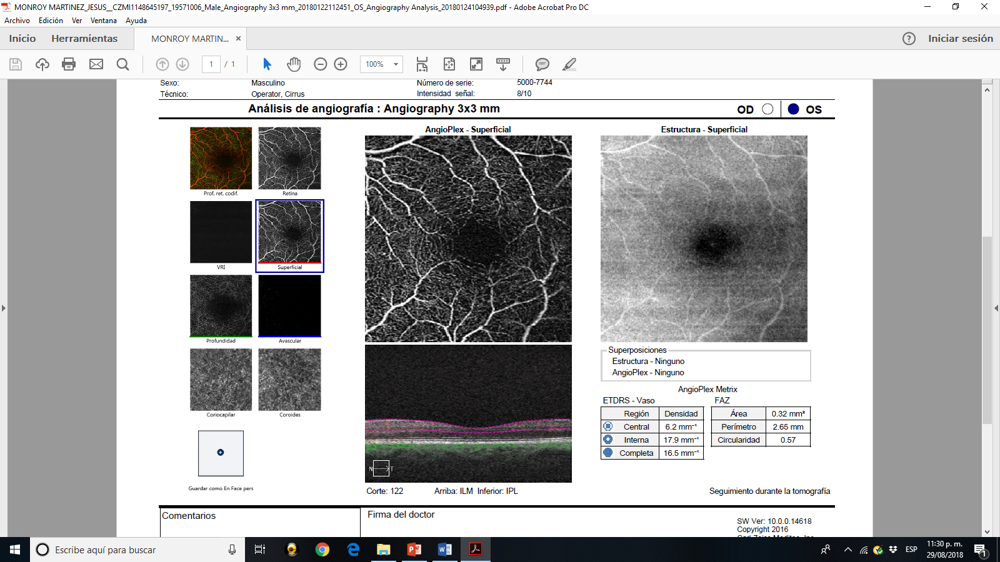 MONROY MARTINEZ_JESUS__CZMI1148645197_19571006_Male_Angiography 3x3 mm_20180122112451_OS_Angiography Analysis_20180124104939.pdf - Adobe Acrobat Pro DC
Archivo Edición Ver Ventana Ayuda
Inicio Herramientas MONROY MARTIN... × ? Iniciar sesión
1 / 1 100%
Sexo: Masculino Número de serie: 5000-7744
Técnico: Operator, Cirrus Intensidad señal: 8/10
Análisis de angiografía : Angiography 3x3 mm OD OS
AngioPlex - Superficial Estructura - Superficial
Prof. ret. codif. Retina
VRI Superficial
Profundidad Avascular
Coriocapilar Coroides
Guardar como En Face pers
N T
Corte: 122 Arriba: ILM Inferior: IPL
Superposiciones
Estructura - Ninguno
AngioPlex - Ninguno
AngioPlex Metrix
ETDRS - Vaso FAZ
Región Densidad Área 0.32 mm²
Central 6.2 mm⁻¹ Perímetro 2.65 mm
Interna 17.9 mm⁻¹ Circularidad 0.57
Completa 16.5 mm⁻¹
Seguimiento durante la tomografía
Comentarios Firma del doctor
SW Ver: 10.0.0.14618
Copyright 2016
Carl Zeiss Meditec, Inc
Escribe aquí para buscar
ESP 11:30 p. m.
29/08/2018 1